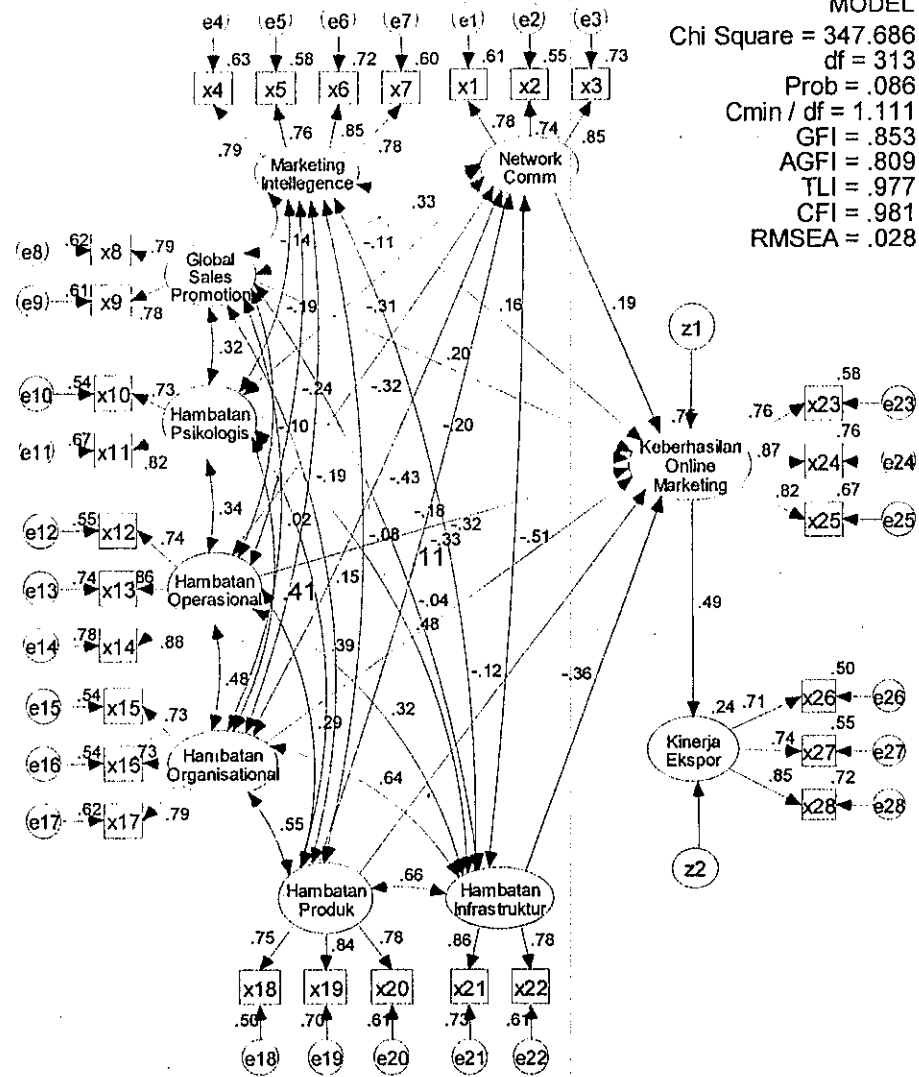 MODEL
Chi Square = 347.686
df = 313
Prob = .086
Cmin / df = 1.111
GFI = .853
AGFI = .809
TLI = .977
CFI = .981
RMSEA = .028
e4 e5 e6 e7 e1 e2 e3
.63 .58 .72 .60 .61 .55 .73
x4 x5 x6 x7 x1 x2 x3
.79 .76 .85 .78 .78 .74 .85
Marketing
Intellegence
Network
Comm
.33
e8 .62 x8 .79
-.14 -.11
Global
Sales
Promotion
e9 .61 x9 .78
-.19 -.31 .16 .19
z1
.32 .20
e10 .54 x10 .73
-.24 -.32
Hambatan
Psikologis
-.10 -.20
e11 .67 x11 .82
.58
.76 x23 e23
Keberhasilan
Online
Marketing
.76
.87 x24 e24
.67
.82 x25 e25
-.19 -.43
.34 .02 -.08 -.18 -.33 -.32 -.51
e12 .55 x12 .74
e13 .74 x13 .86
Hambatan
Operasional
.41 .15 11 -.04
e14 .78 x14 .88
.48 .39 .48 -.12 -.36 .49
e15 .54 x15 .73
.29 .32
e16 .54 x16 .73
Hambatan
Organisational
.64
e17 .62 x17 .79
.50
.24 .71 x26 e26
Kinerja
Ekspor
.55
.74 x27 e27
.72
.85 x28 e28
z2
.55 .66
Hambatan
Produk
Hambatan
Infrastruktur
.75 .84 .78 .86 .78
x18 x19 x20 x21 x22
.50 .70 .61 .73 .61
e18 e19 e20 e21 e22